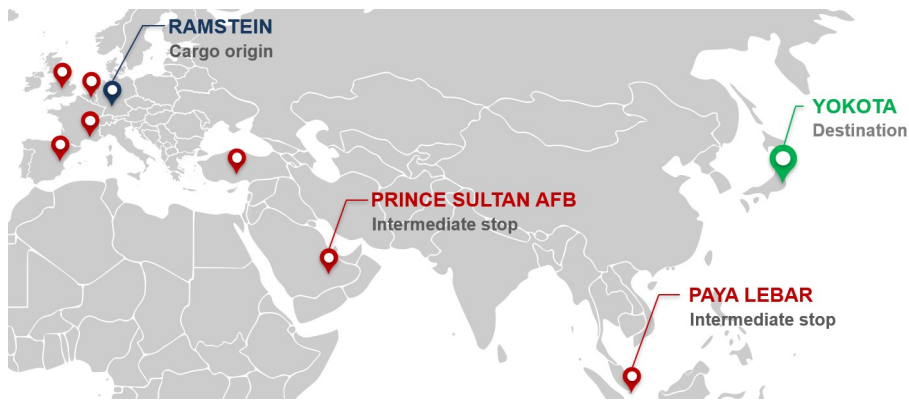 RAMSTEIN
Cargo origin
YOKOTA
Destination
PRINCE SULTAN AFB
Intermediate stop
PAYA LEBAR
Intermediate stop